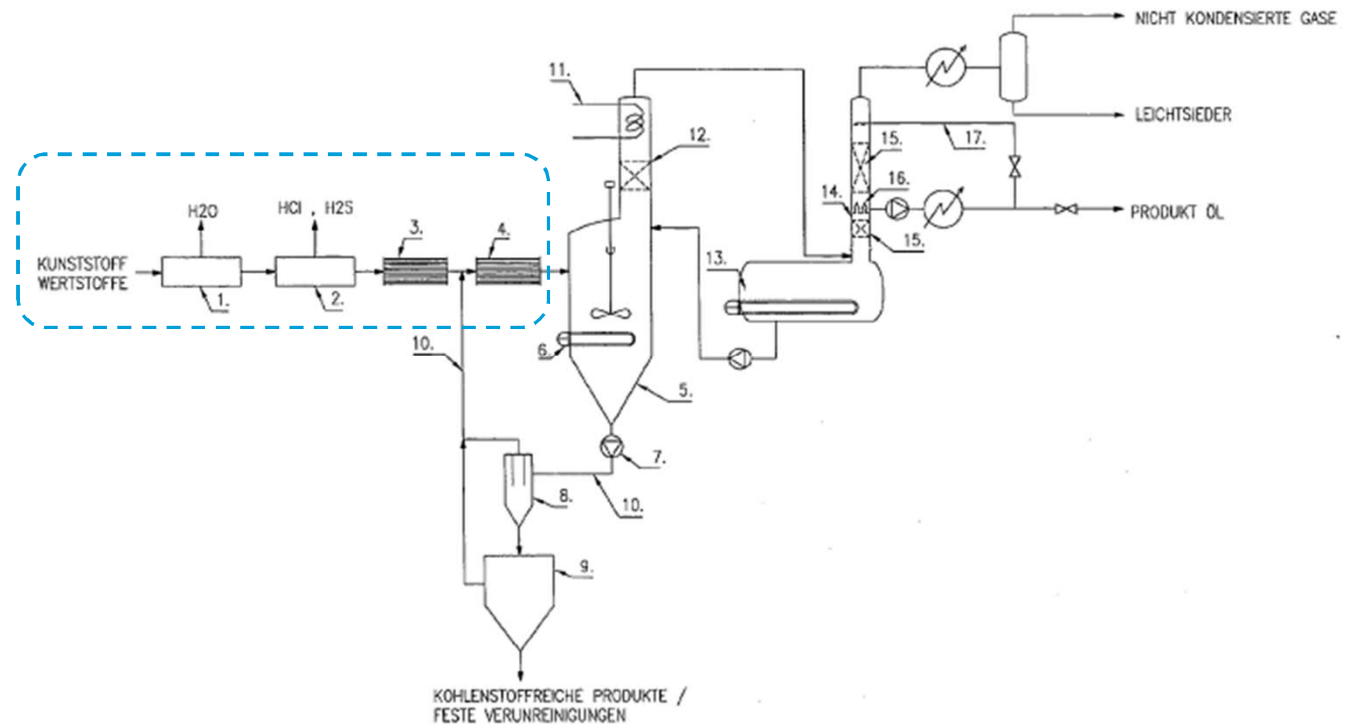 NICHT KONDENSIERTE GASE
11.
LEICHTSIEDER
12.
15.
17.
16.
14.
PRODUKT ÖL
15.
H2O
HCl , H2S
3.
4.
KUNSTSTOFF
WERTSTOFFE
1.
2.
13.
6.
10.
5.
7.
8.
10.
9.
KOHLENSTOFFREICHE PRODUKTE /
FESTE VERUNREINIGUNGEN